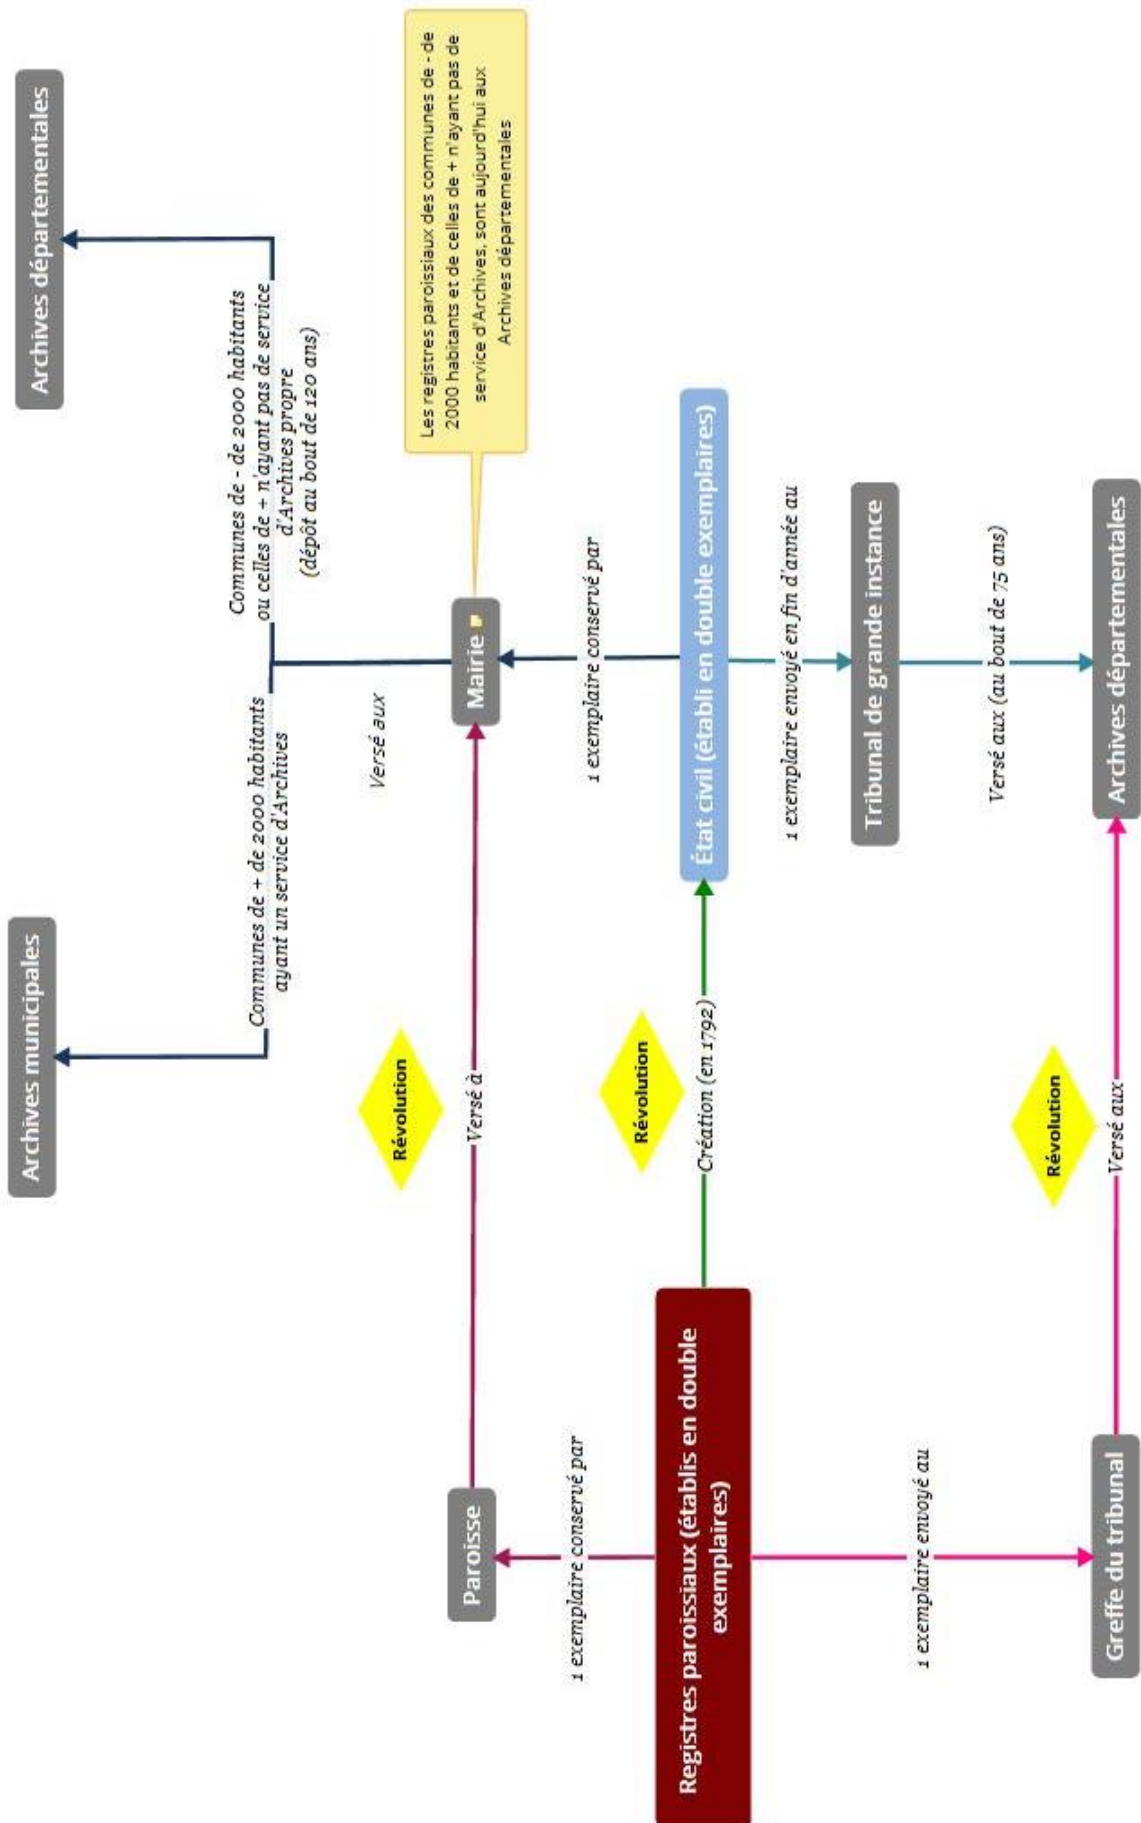 Archives municipales
Archives départementales
Communes de + de 2000 habitants
ayant un service d'Archives
Communes de - de 2000 habitants
ou celles de + n'ayant pas de service
d'Archives propre
(dépôt au bout de 120 ans)
Versé aux
Révolution
Paroisse
Versé à
Mairie
Les registres paroissiaux des communes de - de
2000 habitants et de celles de + n'ayant pas de
service d'Archives, sont aujourd'hui aux
Archives départementales
1 exemplaire conservé par
1 exemplaire conservé par
Révolution
Registres paroissiaux (établis en double
exemplaires)
Création (en 1792)
État civil (établi en double exemplaires)
1 exemplaire envoyé au
1 exemplaire envoyé en fin d'année au
Tribunal de grande instance
Versé aux (au bout de 75 ans)
Révolution
Greffe du tribunal
Versé aux
Archives départementales